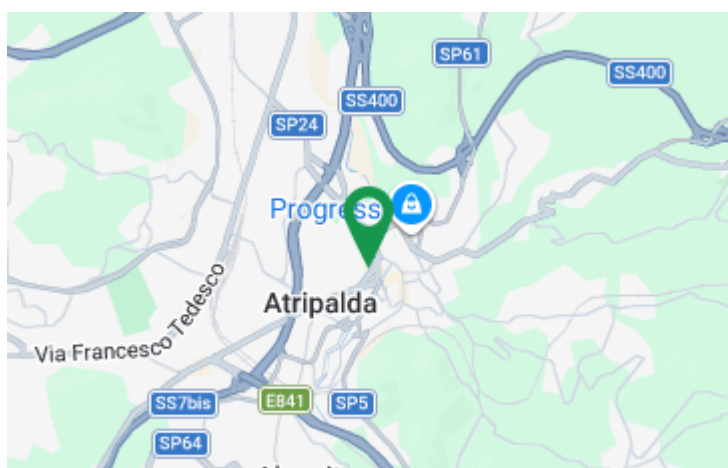 SP61
SS400
SS400
SP24
Progress
Atripalda
Via Francesco Tedesco
SS7bis
E841
SP5
SP64